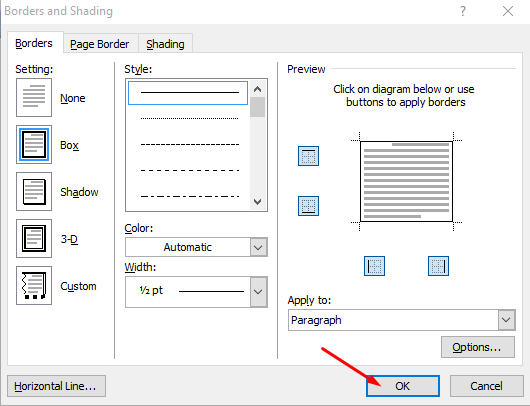 Borders and Shading
?
Borders
Page Border
Shading
Setting:
None
Box
Shadow
3-D
Custom
Style:
Color:
Automatic
Width:
½ pt
Preview
Click on diagram below or use
buttons to apply borders
Apply to:
Paragraph
Options...
Horizontal Line...
OK
Cancel